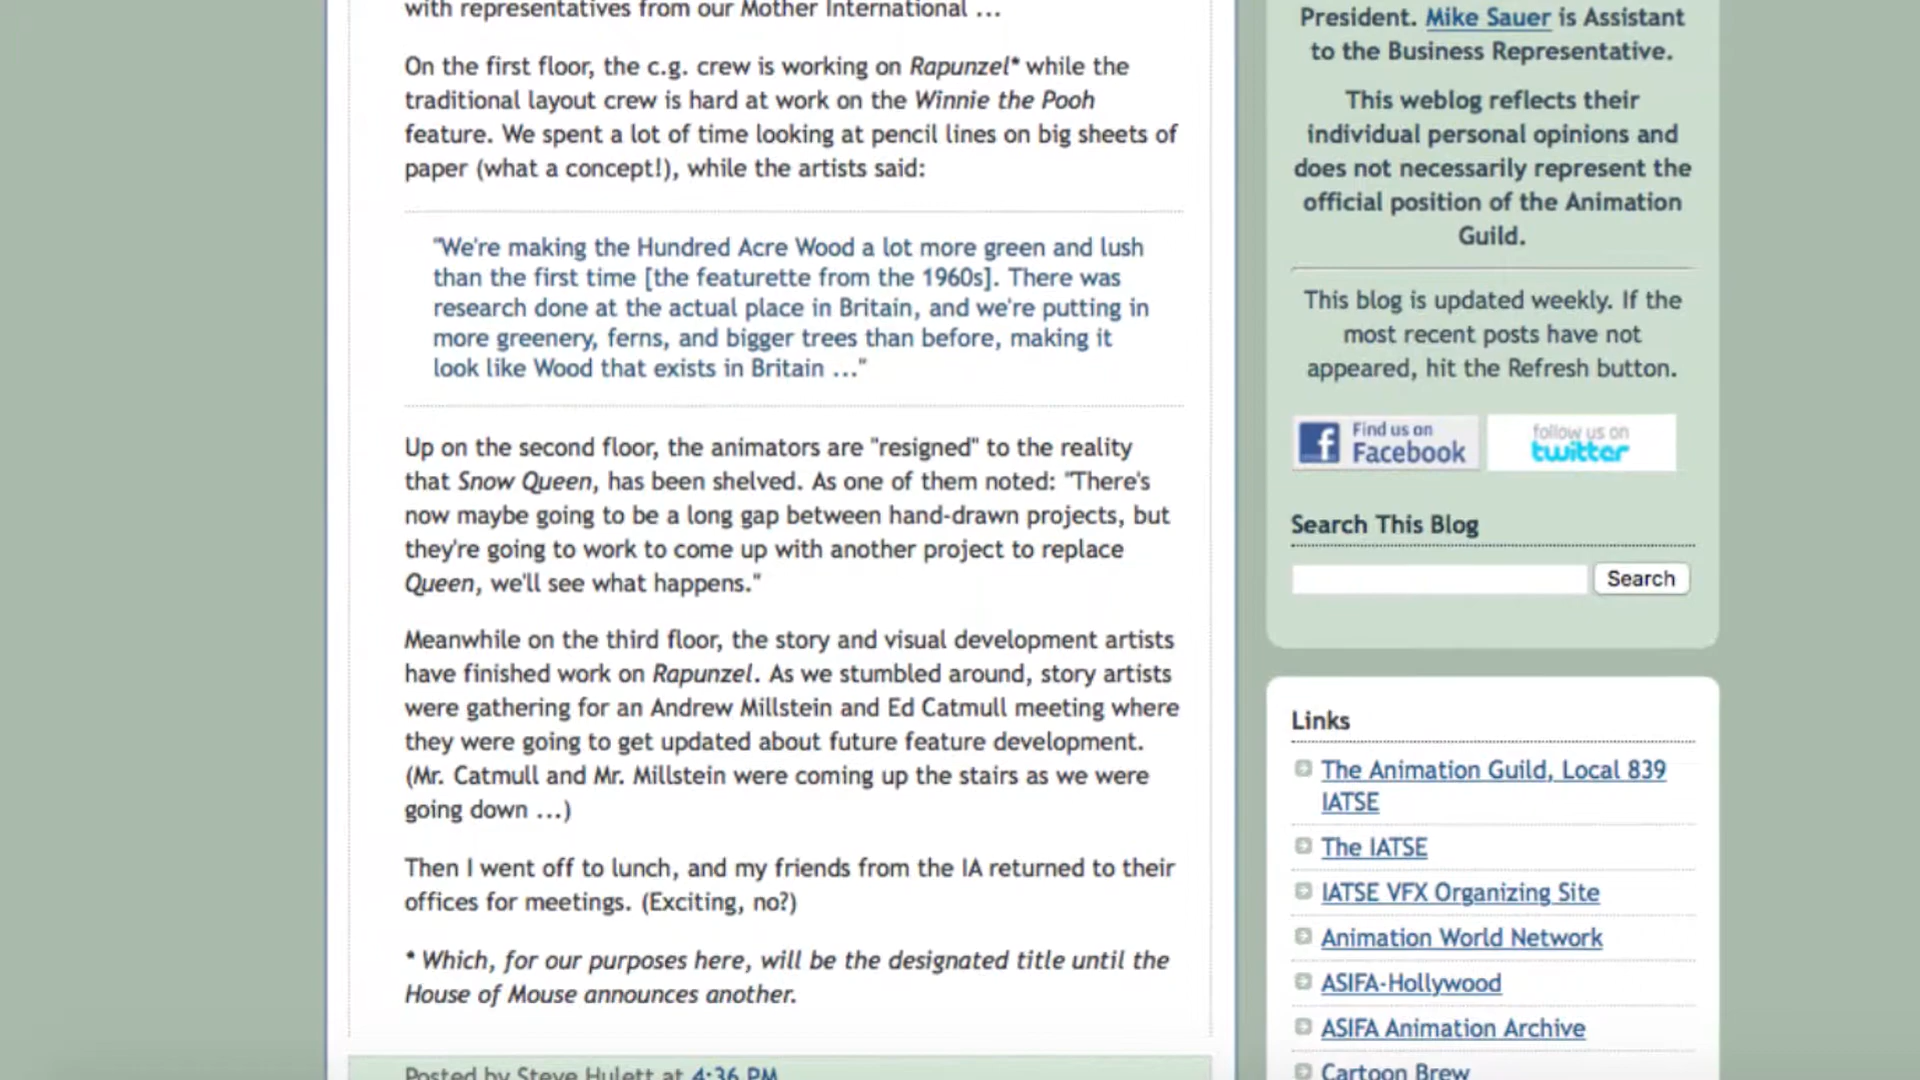 with representatives from our Mother International ...
On the first floor, the c.g. crew is working on Rapunzel* while the
traditional layout crew is hard at work on the Winnie the Pooh
feature. We spent a lot of time looking at pencil lines on big sheets of
paper (what a concept!), while the artists said:
"We're making the Hundred Acre Wood a lot more green and lush
than the first time [the featurette from the 1960s]. There was
research done at the actual place in Britain, and we're putting in
more greenery, ferns, and bigger trees than before, making it
look like Wood that exists in Britain ..."
Up on the second floor, the animators are "resigned" to the reality
that Snow Queen, has been shelved. As one of them noted: "There's
now maybe going to be a long gap between hand-drawn projects, but
they're going to work to come up with another project to replace
Queen, we'll see what happens."
Meanwhile on the third floor, the story and visual development artists
have finished work on Rapunzel. As we stumbled around, story artists
were gathering for an Andrew Millstein and Ed Catmull meeting where
they were going to get updated about future feature development.
(Mr. Catmull and Mr. Millstein were coming up the stairs as we were
going down ...)
Then I went off to lunch, and my friends from the IA returned to their
offices for meetings. (Exciting, no?)
* Which, for our purposes here, will be the designated title until the
House of Mouse announces another.
Posted by Steve Hulett at 4:36 PM
President. Mike Sauer is Assistant
to the Business Representative.
This weblog reflects their
individual personal opinions and
does not necessarily represent the
official position of the Animation
Guild.
This blog is updated weekly. If the
most recent posts have not
appeared, hit the Refresh button.
Find us on
Facebook
follow us on
twitter
Search This Blog
Search
Links
The Animation Guild, Local 839
IATSE
The IATSE
IATSE VFX Organizing Site
Animation World Network
ASIFA-Hollywood
ASIFA Animation Archive
Cartoon Brew